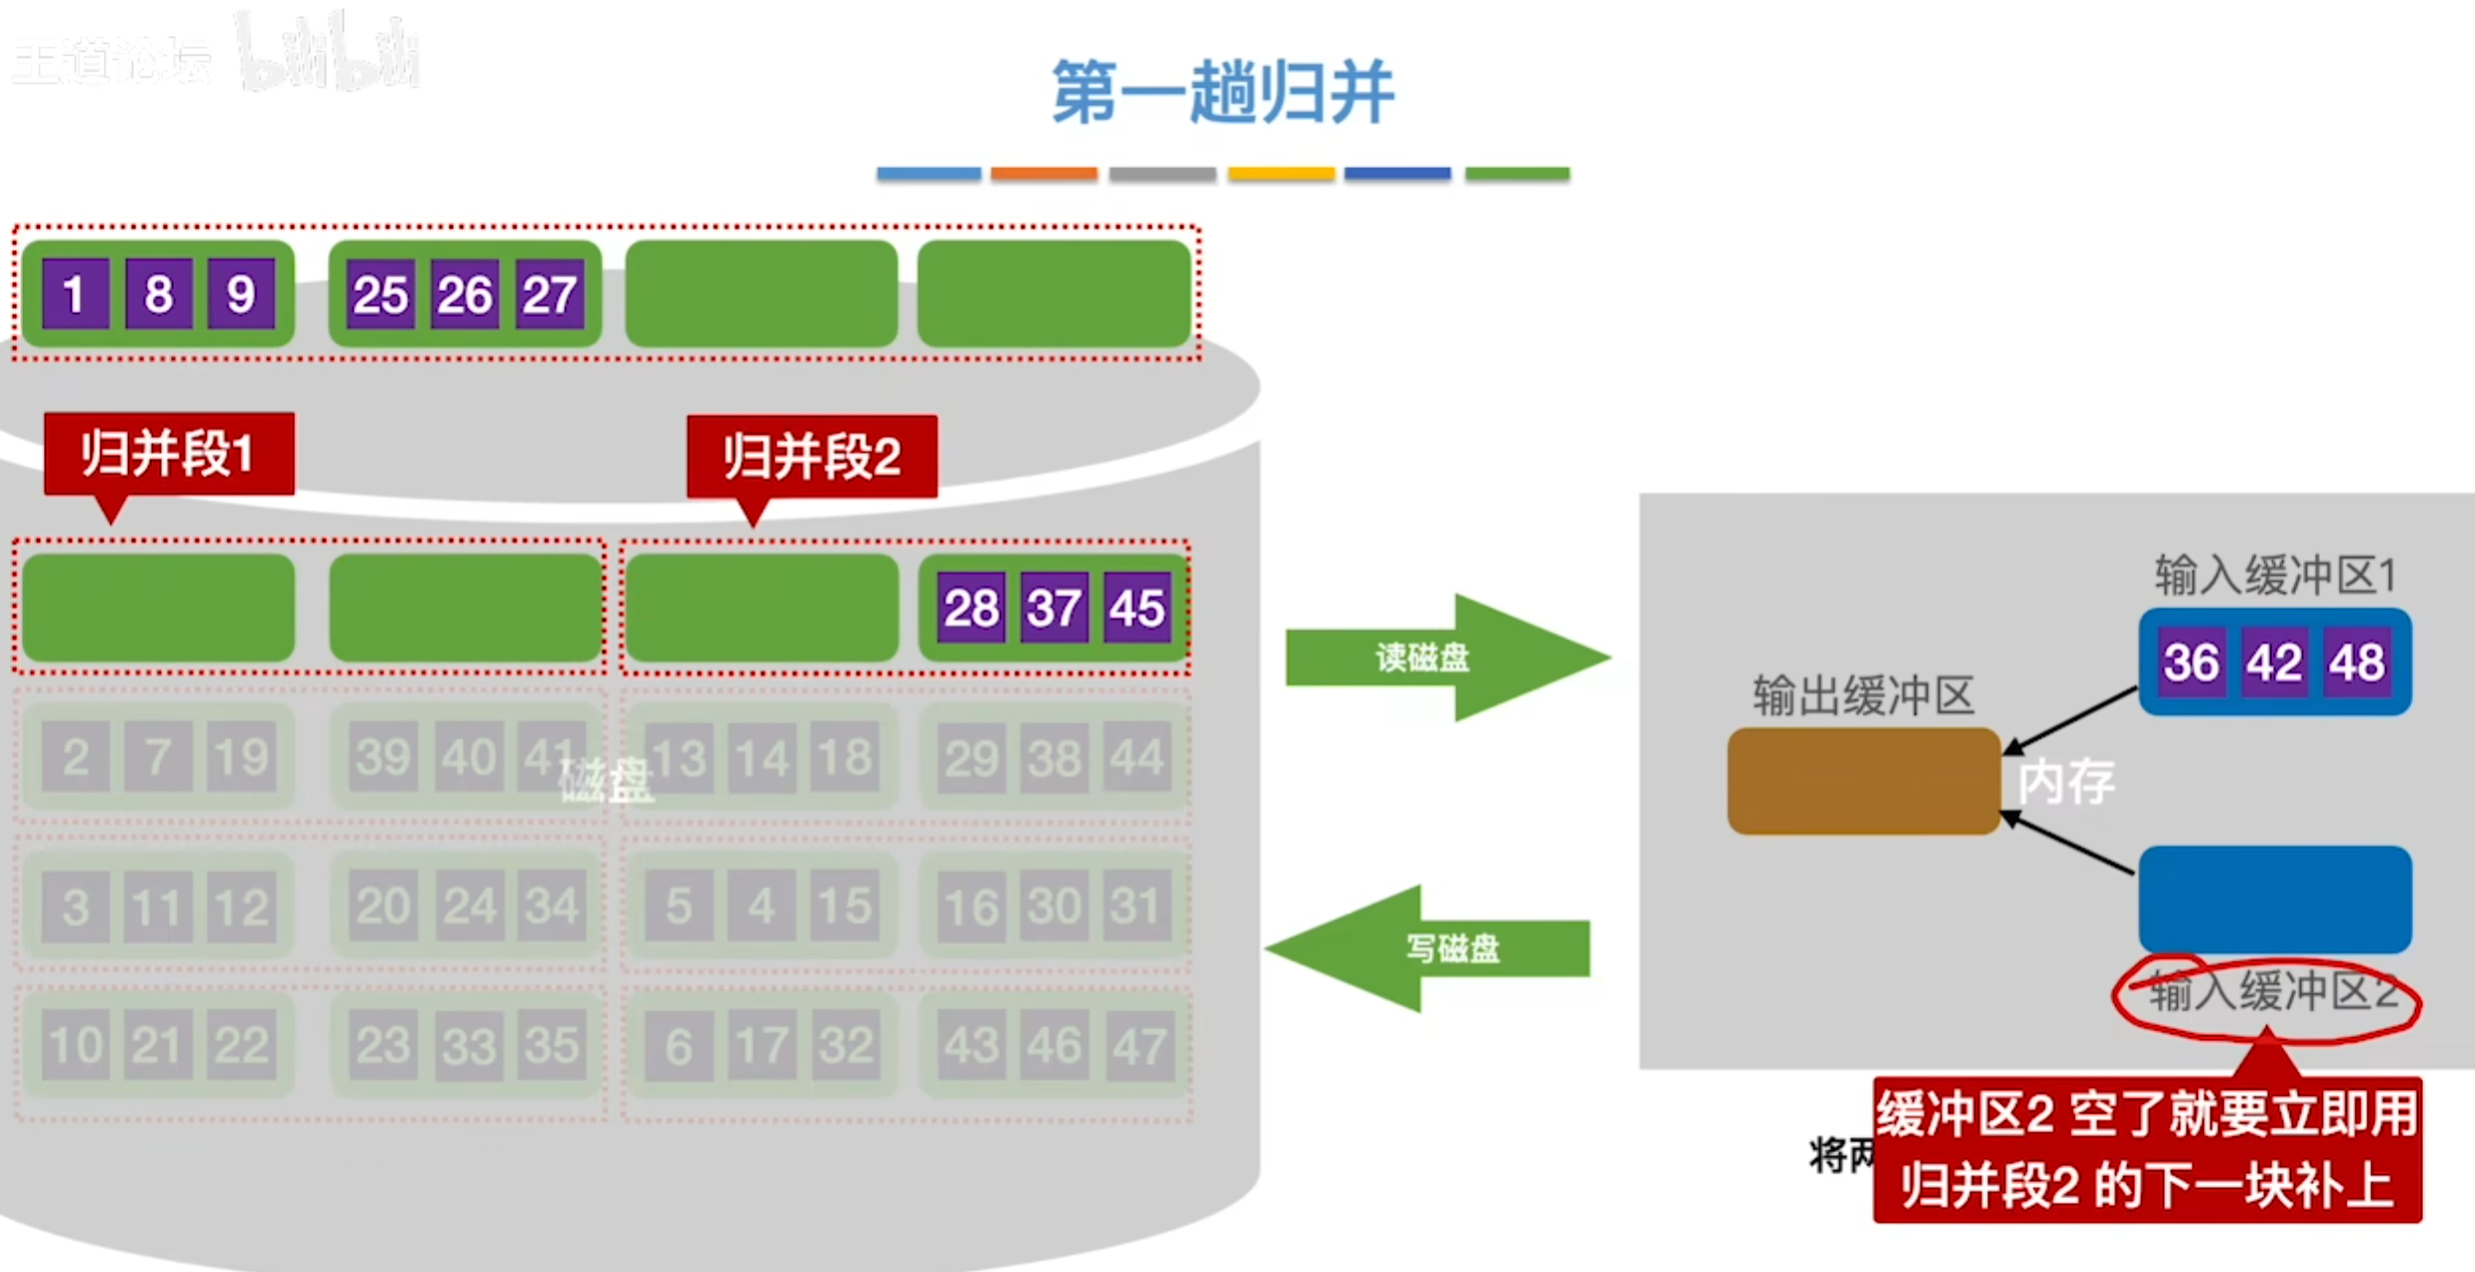 王道论坛 bilibili
第一趟归并
1 8 9 25 26 27
归并段1 归并段2
28 37 45
2 7 19 39 40 41 13 14 18 29 38 44
磁盘
3 11 12 20 24 34 5 4 15 16 30 31
10 21 22 23 33 35 6 17 32 43 46 47
读磁盘
写磁盘
输入缓冲区1
36 42 48
输出缓冲区
内存
输入缓冲区2
将两
缓冲区2 空了就要立即用
归并段2 的下一块补上